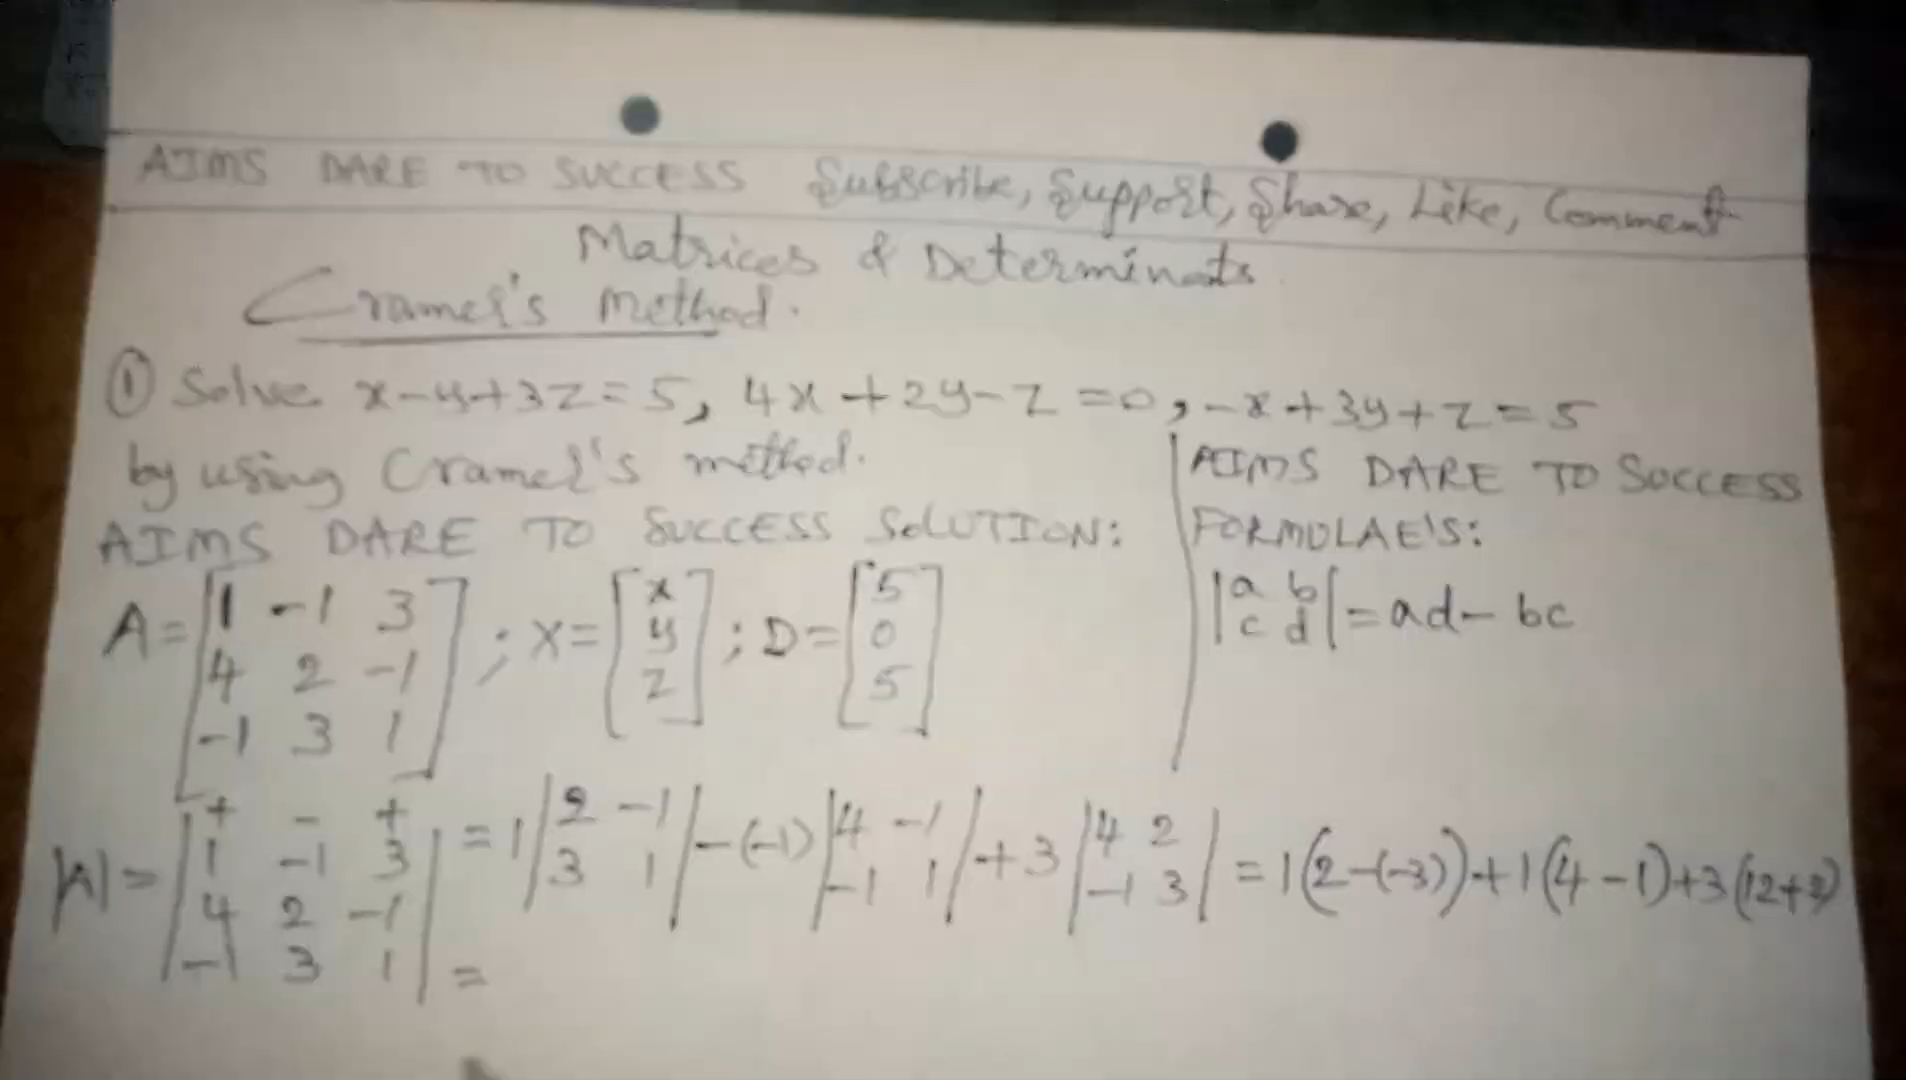 AIMS DARE TO SUCCESS Subscribe, Support, Share, Like, Comment
Matrices & Determinats
Cramer's Method.
① Solve x-y+3z=5, 4x+2y-z=0, -x+3y+z=5
by using Cramer's method.
AIMS DARE TO SUCCESS SOLUTION:
AIMS DARE TO SUCCESS
FORMULAE'S:
|a b| = ad - bc
|c d|
A = [1 -1 3] ; X = [x] ; D = [5]
[4 2 -1] [y] [0]
[-1 3 1] [z] [5]
+ - +
|A| = |1 -1 3| = 1|2 -1| -(-1)|4 -1| +3|4 2| = 1(2-(-3))+1(4-1)+3(12+2)
|4 2 -1| |3 1| |-1 1| |-1 3|
|-1 3 1| =